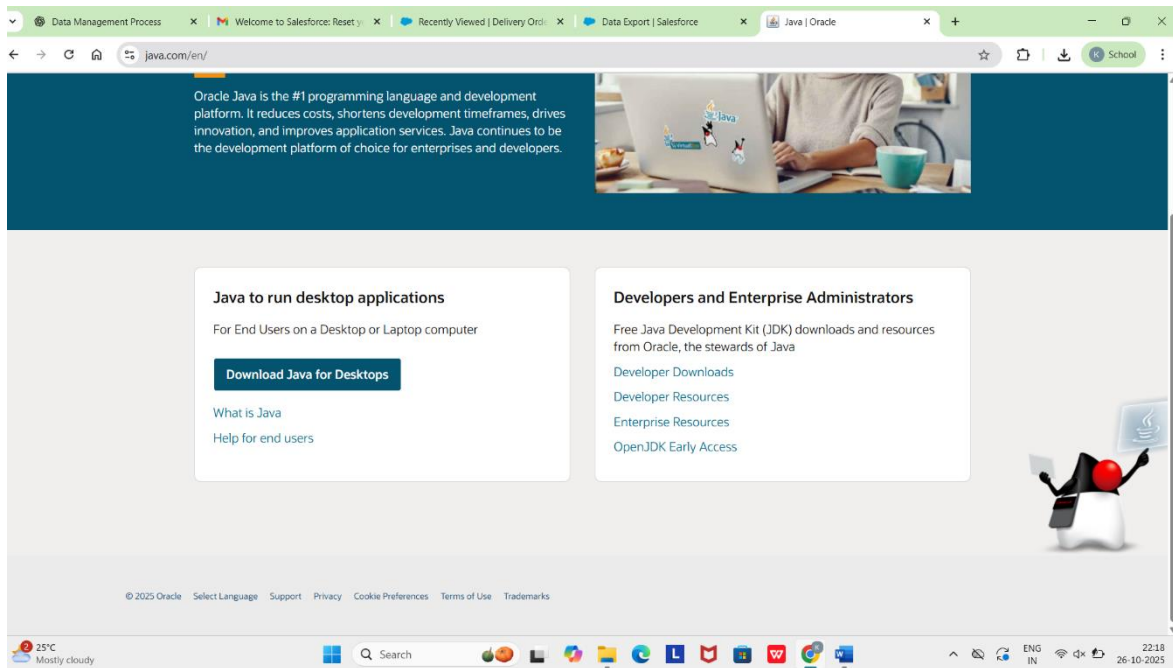 Data Management Process
Welcome to Salesforce: Reset y
Recently Viewed | Delivery Orde
Data Export | Salesforce
Java | Oracle
java.com/en/
K School
Oracle Java is the #1 programming language and development
platform. It reduces costs, shortens development timeframes, drives
innovation, and improves application services. Java continues to be
the development platform of choice for enterprises and developers.
Java
Java to run desktop applications
For End Users on a Desktop or Laptop computer
Download Java for Desktops
What is Java
Help for end users
Developers and Enterprise Administrators
Free Java Development Kit (JDK) downloads and resources
from Oracle, the stewards of Java
Developer Downloads
Developer Resources
Enterprise Resources
OpenJDK Early Access
© 2025 Oracle Select Language Support Privacy Cookie Preferences Terms of Use Trademarks
2
25°C
Mostly cloudy
Search
L
W
ENG
IN
22:18
26-10-2025